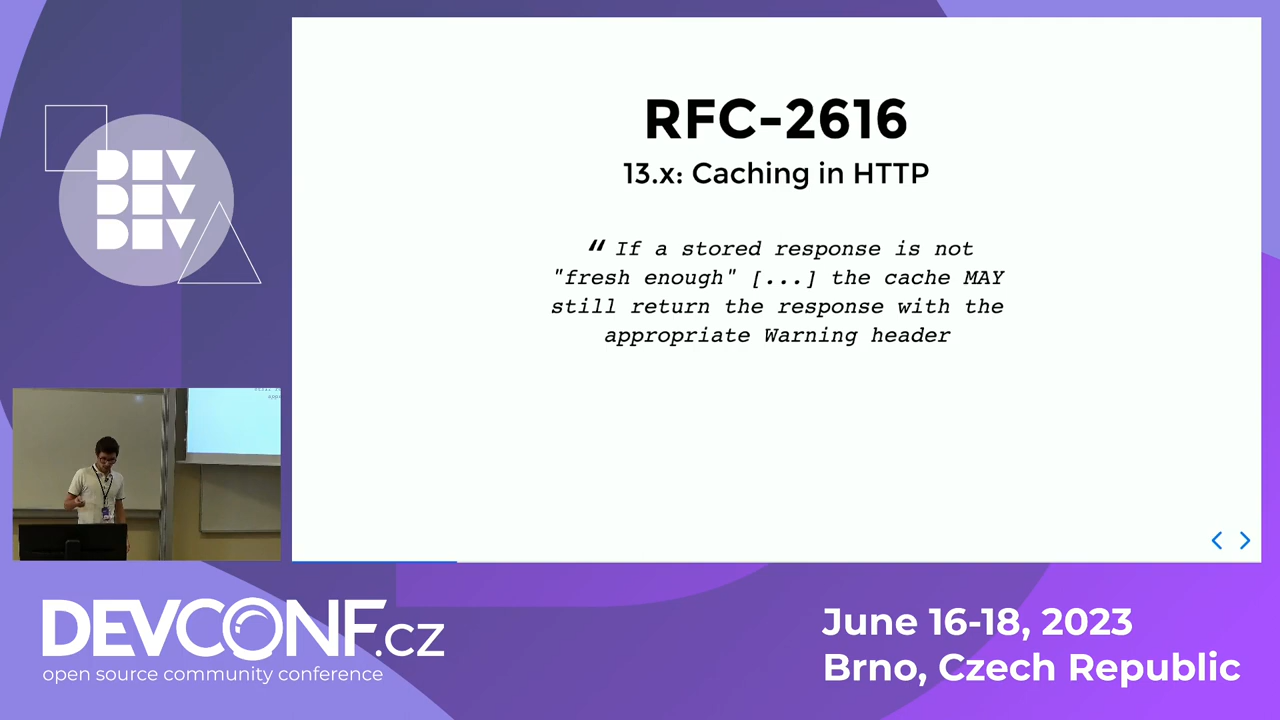 DEV
DEV
DEV
RFC-2616
13.x: Caching in HTTP
“ If a stored response is not
"fresh enough" [...] the cache MAY
still return the response with the
appropriate Warning header
DEVCONF.CZ
open source community conference
June 16-18, 2023
Brno, Czech Republic